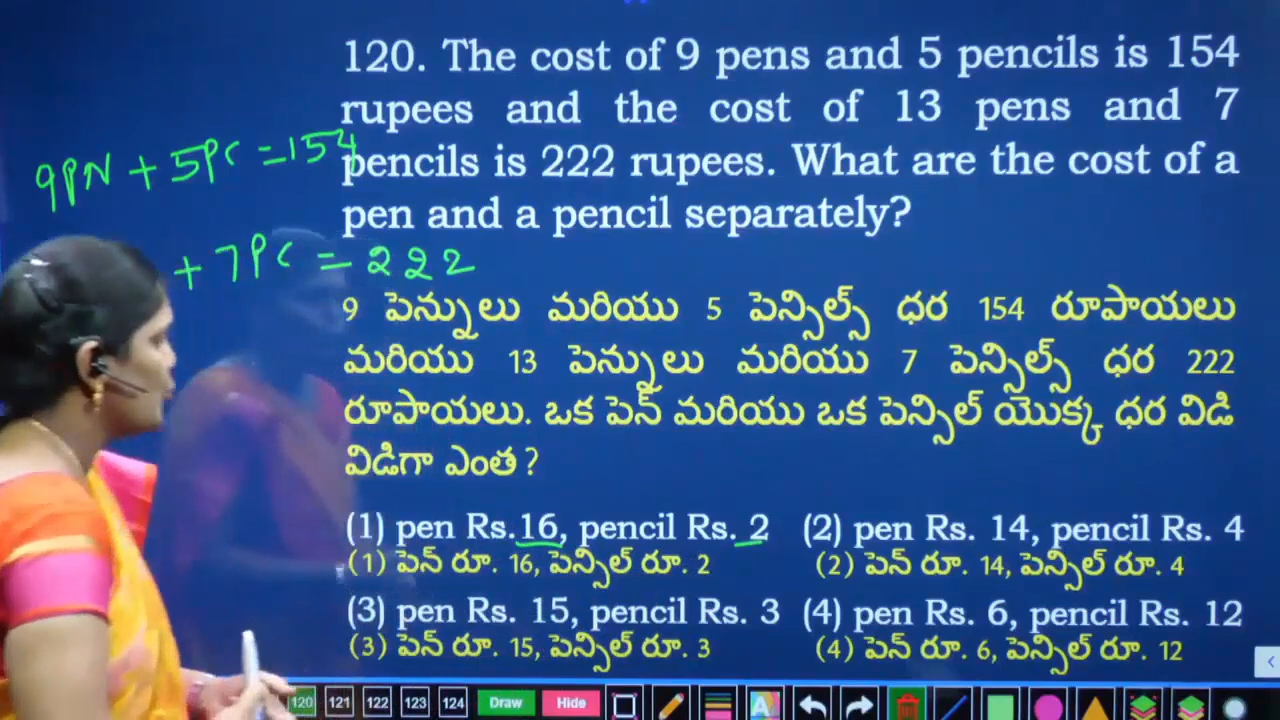 120. The cost of 9 pens and 5 pencils is 154
rupees and the cost of 13 pens and 7
pencils is 222 rupees. What are the cost of a
pen and a pencil separately?
9PN + 5PC = 154
+ 7PC = 222
9 పెన్నులు మరియు 5 పెన్సిల్స్ ధర 154 రూపాయలు
మరియు 13 పెన్నులు మరియు 7 పెన్సిల్స్ ధర 222
రూపాయలు. ఒక పెన్ మరియు ఒక పెన్సిల్ యొక్క ధర విడి
విడిగా ఎంత ?
(1) pen Rs.16, pencil Rs. 2 (2) pen Rs. 14, pencil Rs. 4
(1) పెన్ రూ. 16, పెన్సిల్ రూ. 2 (2) పెన్ రూ. 14, పెన్సిల్ రూ. 4
(3) pen Rs. 15, pencil Rs. 3 (4) pen Rs. 6, pencil Rs. 12
(3) పెన్ రూ. 15, పెన్సిల్ రూ. 3 (4) పెన్ రూ. 6, పెన్సిల్ రూ. 12
120 121 122 123 124 Draw Hide A